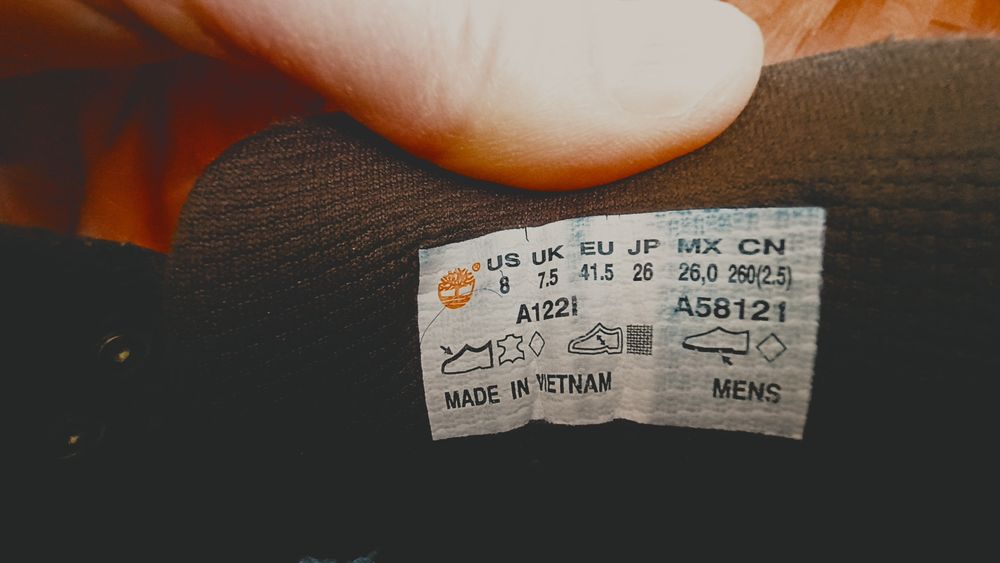 US UK EU JP MX CN
8 7.5 41.5 26 26,0 260(2.5)
A122I A58121
MADE IN VIETNAM MENS